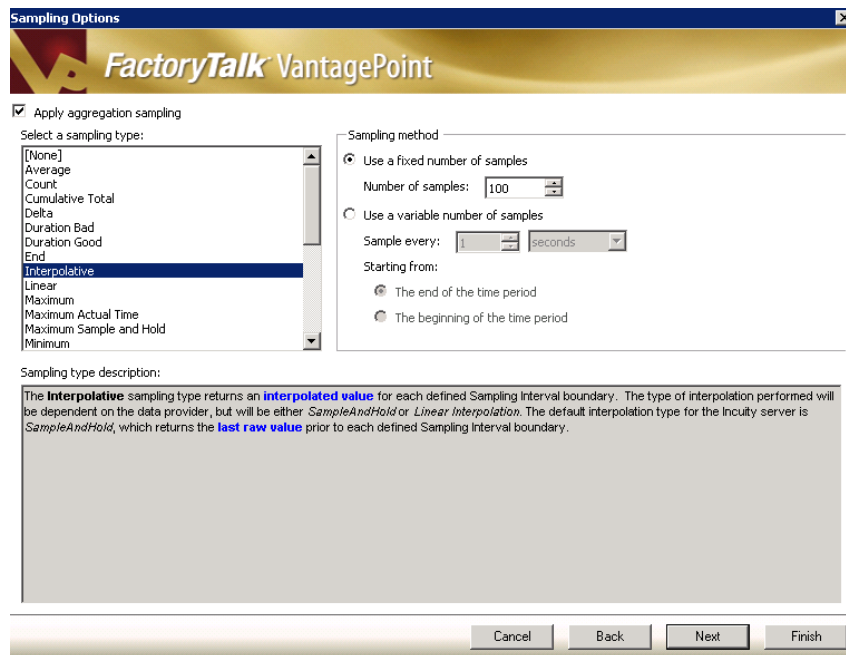 Sampling Options
FactoryTalk VantagePoint
Apply aggregation sampling
Select a sampling type:
[None]
Average
Count
Cumulative Total
Delta
Duration Bad
Duration Good
End
Interpolative
Linear
Maximum
Maximum Actual Time
Maximum Sample and Hold
Minimum
Sampling method
Use a fixed number of samples
Number of samples: 100
Use a variable number of samples
Sample every: 1 seconds
Starting from:
The end of the time period
The beginning of the time period
Sampling type description:
The Interpolative sampling type returns an interpolated value for each defined Sampling Interval boundary. The type of interpolation performed will
be dependent on the data provider, but will be either SampleAndHold or Linear Interpolation. The default interpolation type for the Incuity server is
SampleAndHold, which returns the last raw value prior to each defined Sampling Interval boundary.
Cancel Back Next Finish